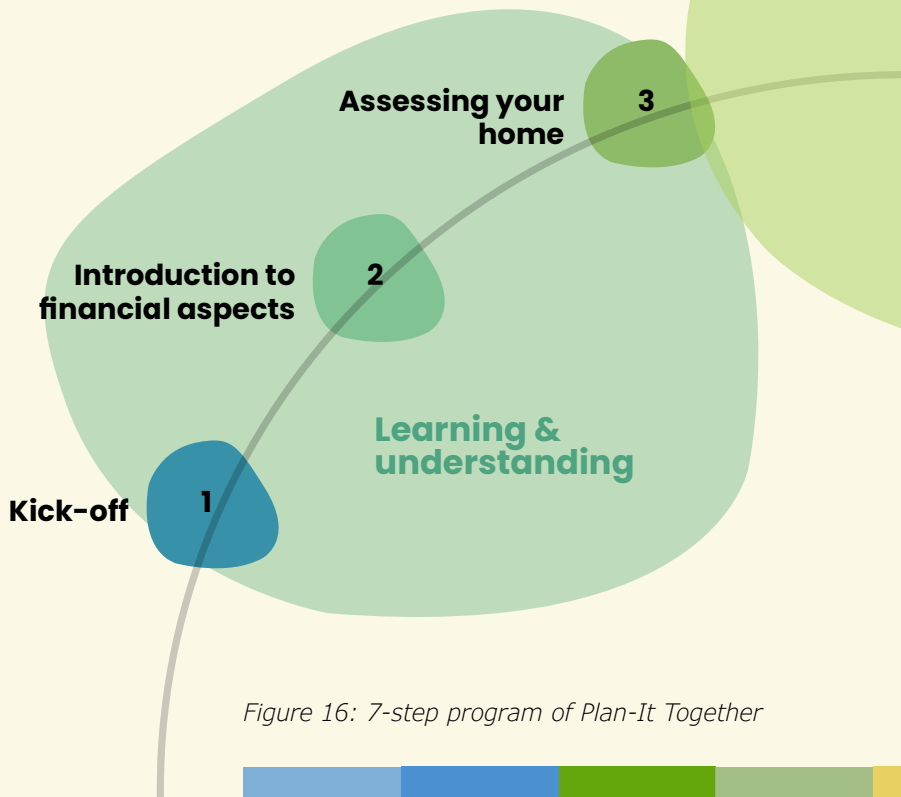 Assessing your
home
3
Introduction to
financial aspects
2
Learning &
understanding
Kick-off
1
Figure 16: 7-step program of Plan-It Together